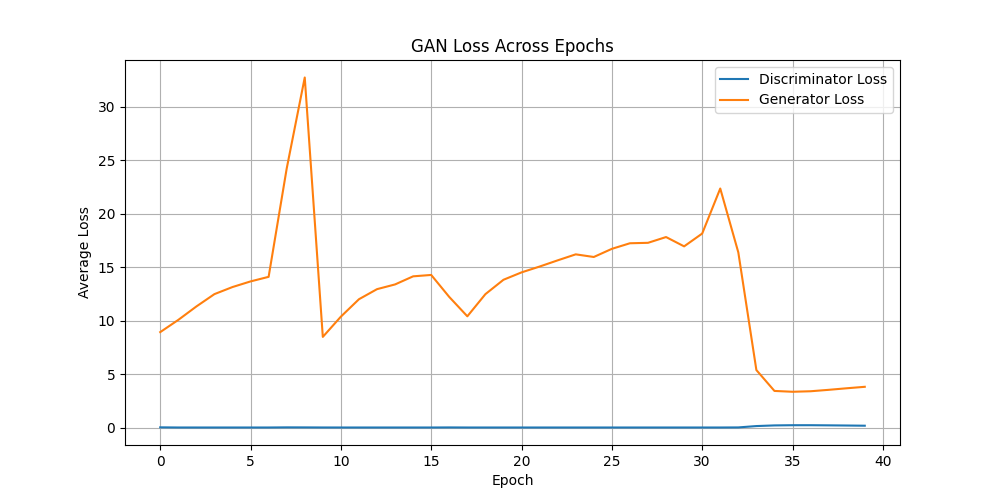 GAN Loss Across Epochs
Discriminator Loss
Generator Loss
Average Loss
30
25
20
15
10
5
0
0 5 10 15 20 25 30 35 40
Epoch